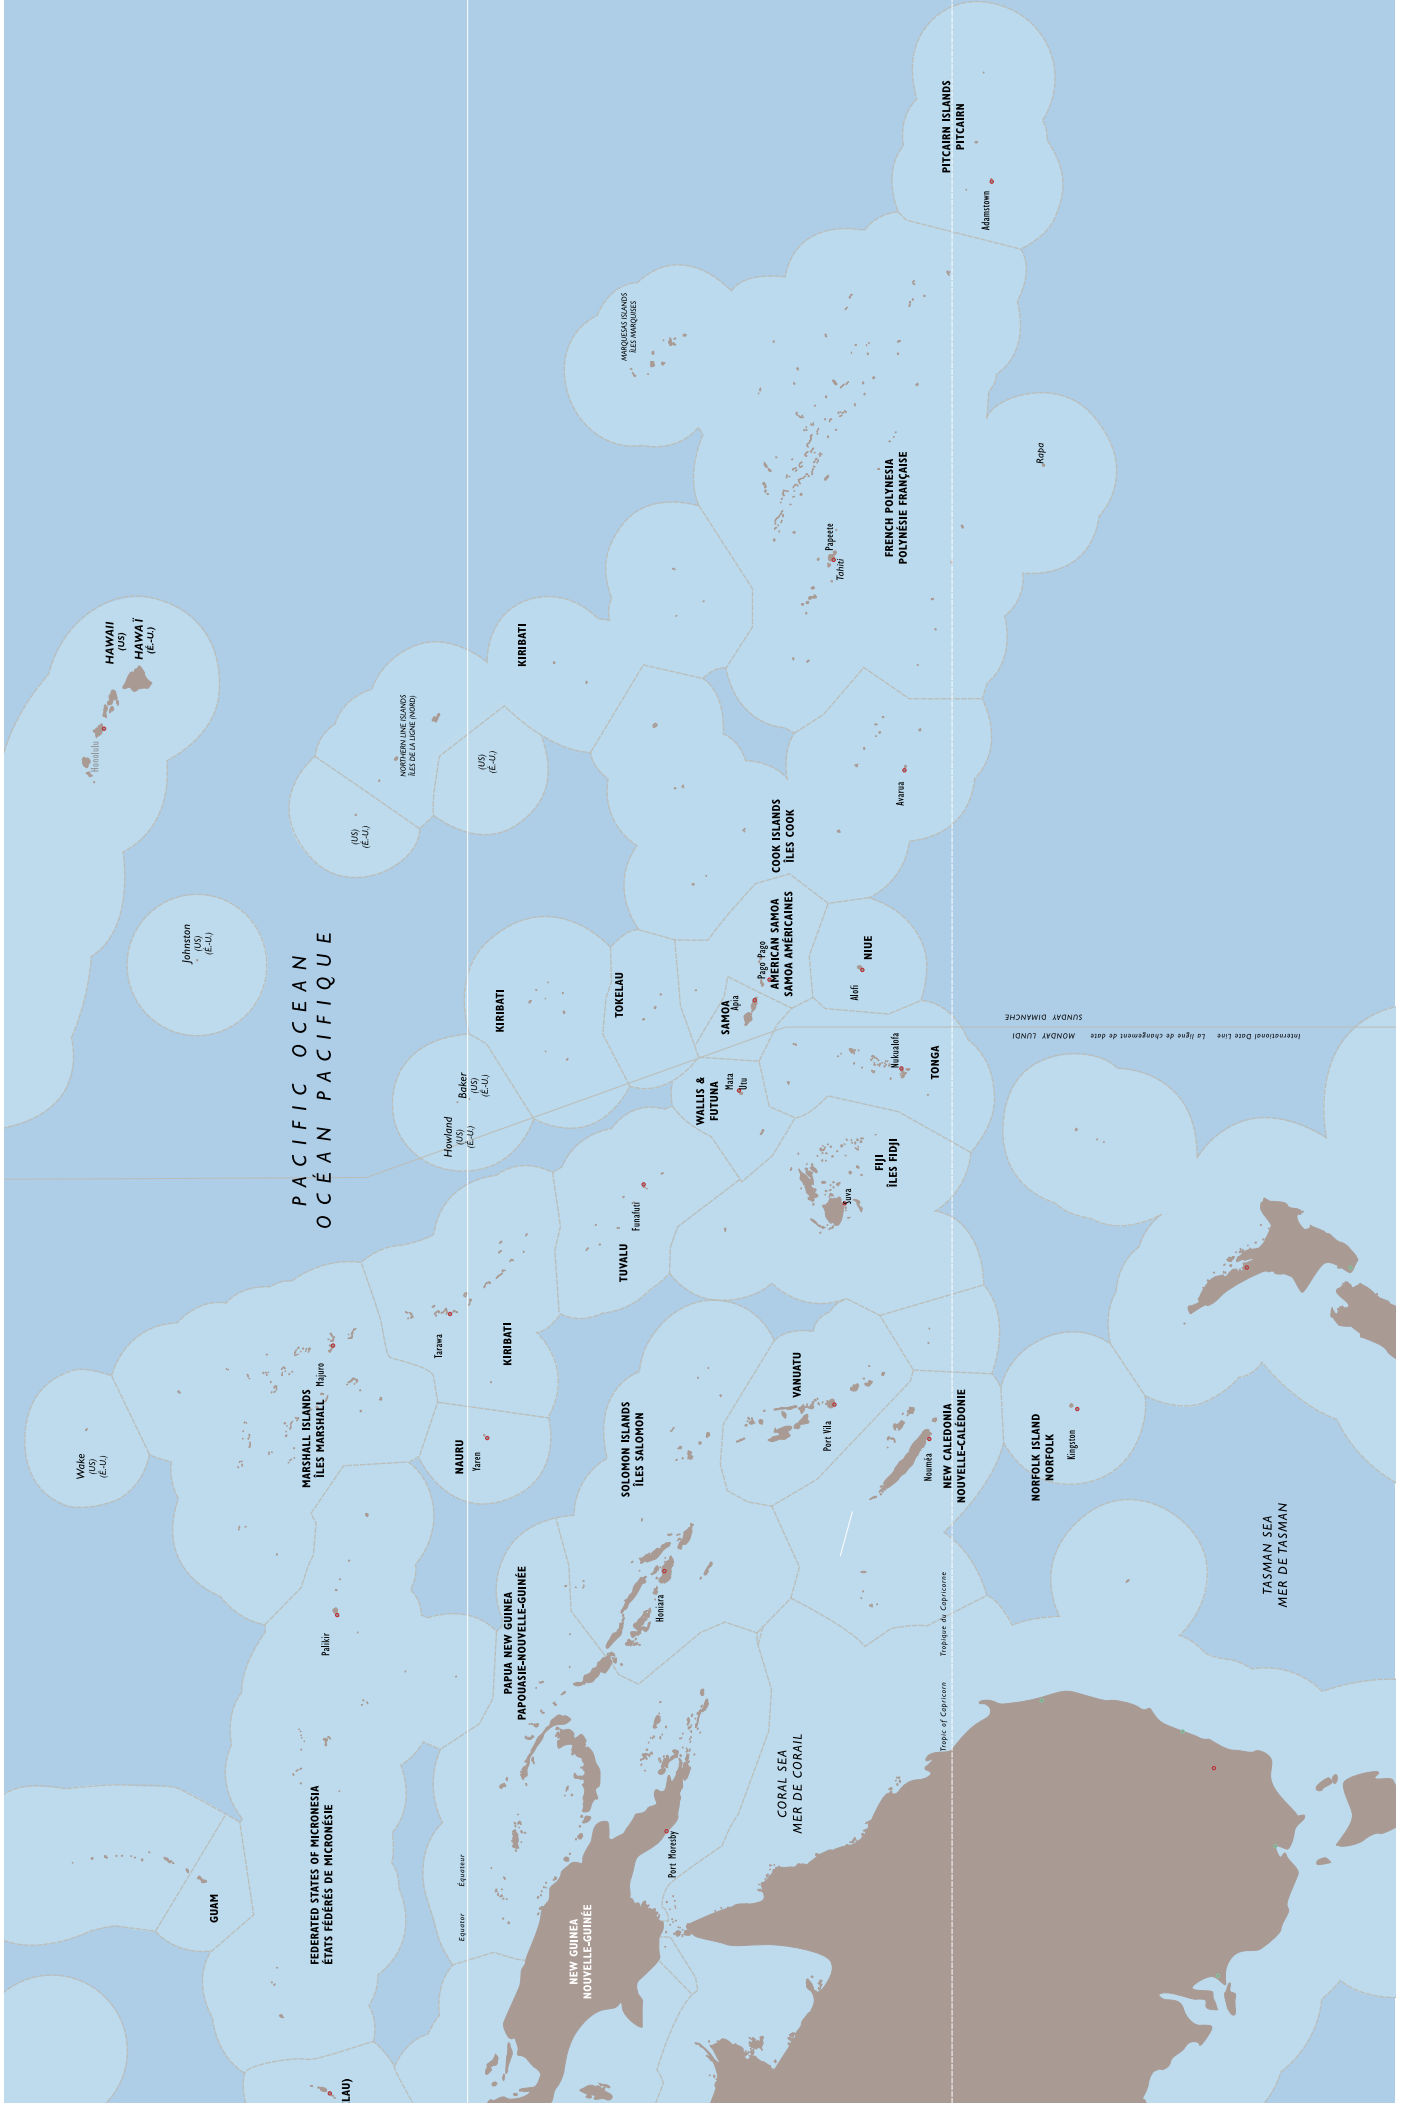 PITCAIRN ISLANDS
PITCAIRN
Adamstown
MARQUESAS ISLANDS
ÎLES MARQUISES
Rapa
FRENCH POLYNESIA
POLYNÉSIE FRANÇAISE
Papeete
Tahiti
HAWAII
(US)
HAWAÏ
(É.-U.)
Honolulu
KIRIBATI
NORTHERN LINE ISLANDS
ÎLES DE LA LIGNE (NORD)
(US)
(É.-U.)
(US)
(É.-U.)
Avarua
COOK ISLANDS
ÎLES COOK
Johnston
(US)
(É.-U.)
PACIFIC OCEAN
OCÉAN PACIFIQUE
KIRIBATI
TOKELAU
AMERICAN SAMOA
SAMOA AMÉRICAINES
Pago Pago
SAMOA
Apia
NIUE
Alofi
SUNDAY DIMANCHE
MONDAY LUNDI
International Date Line
La ligne de changement de date
Baker
(US)
(É.-U.)
Howland
(US)
(É.-U.)
WALLIS &
FUTUNA
Mata
Utu
Nukualofa
TONGA
FIJI
ÎLES FIDJI
Suva
Funafuti
TUVALU
Tarawa
KIRIBATI
Majuro
MARSHALL ISLANDS
ÎLES MARSHALL
Wake
(US)
(É.-U.)
NAURU
Yaren
SOLOMON ISLANDS
ÎLES SALOMON
Honiara
VANUATU
Port Vila
NEW CALEDONIA
NOUVELLE-CALÉDONIE
Nouméa
NORFOLK ISLAND
NORFOLK
Kingston
TASMAN SEA
MER DE TASMAN
Palikir
PAPUA NEW GUINEA
PAPOUASIE-NOUVELLE-GUINÉE
Tropic of Capricorn
Tropique du Capricorne
CORAL SEA
MER DE CORAIL
Port Moresby
FEDERATED STATES OF MICRONESIA
ÉTATS FÉDÉRÉS DE MICRONÉSIE
GUAM
Equator
Équateur
NEW GUINEA
NOUVELLE-GUINÉE
LAU)